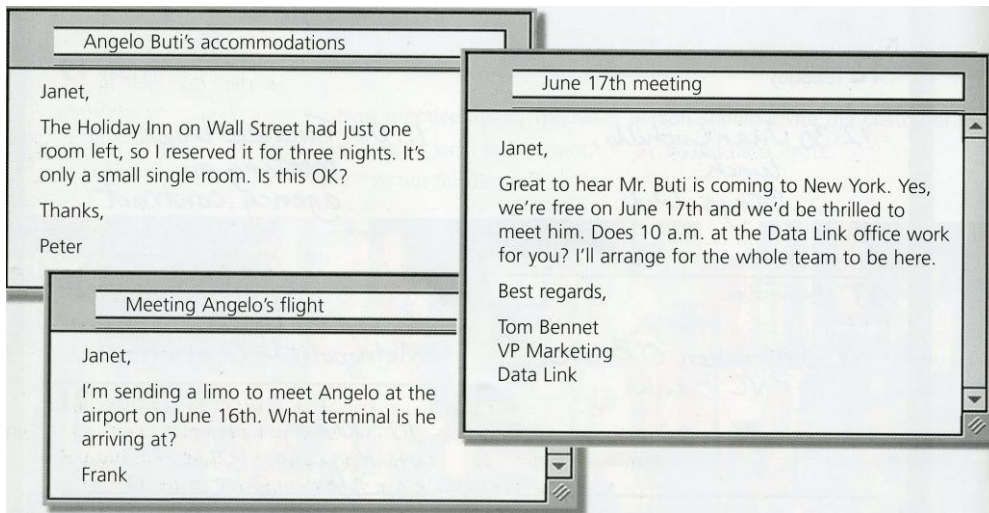 Angelo Buti's accommodations
Janet,
The Holiday Inn on Wall Street had just one
room left, so I reserved it for three nights. It's
only a small single room. Is this OK?
Thanks,
Peter
June 17th meeting
Janet,
Great to hear Mr. Buti is coming to New York. Yes,
we're free on June 17th and we'd be thrilled to
meet him. Does 10 a.m. at the Data Link office work
for you? I'll arrange for the whole team to be here.
Best regards,
Tom Bennet
VP Marketing
Data Link
Meeting Angelo's flight
Janet,
I'm sending a limo to meet Angelo at the
airport on June 16th. What terminal is he
arriving at?
Frank